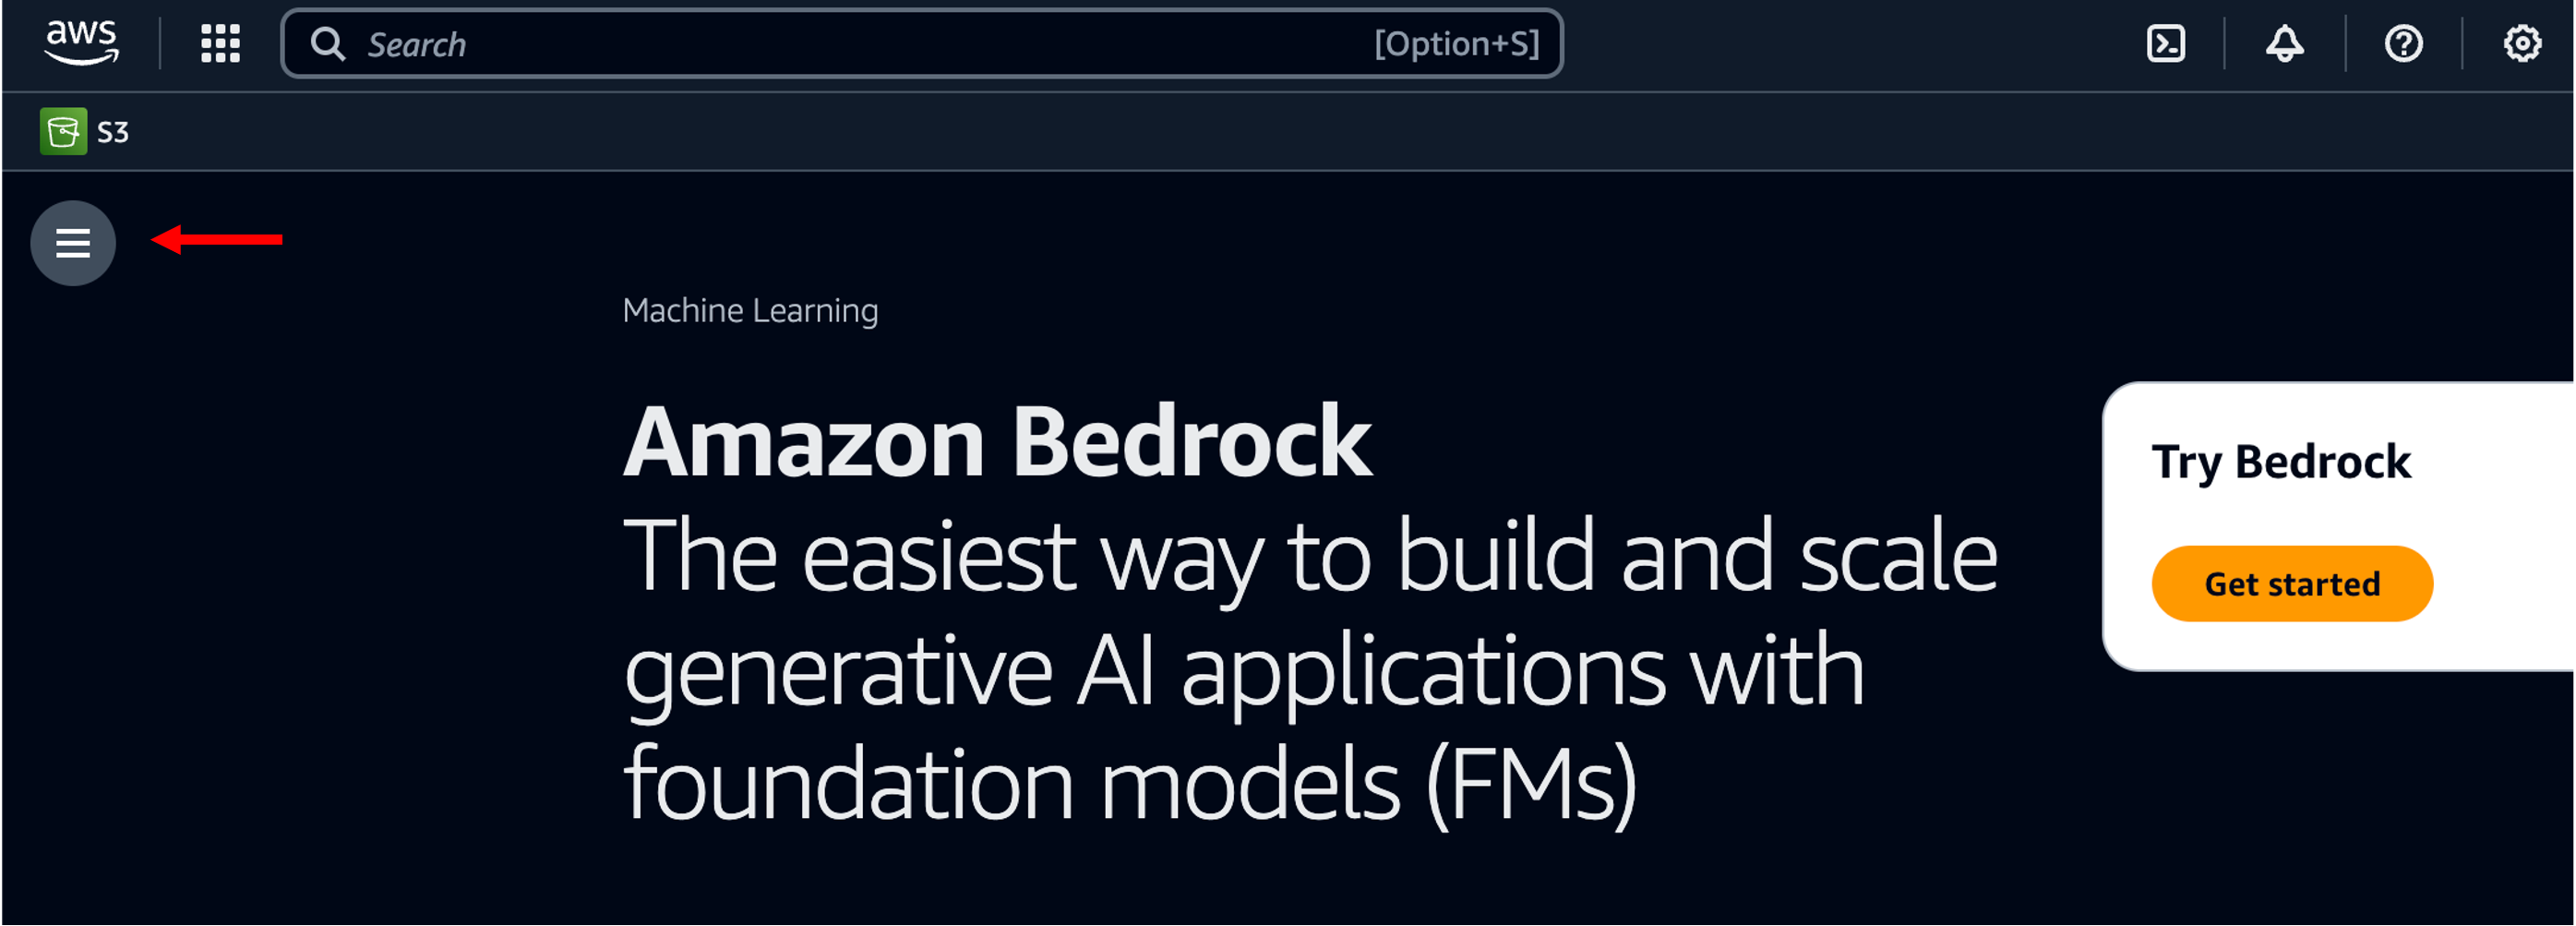 aws
Search
[Option+S]
S3
Machine Learning
Amazon Bedrock
The easiest way to build and scale
generative AI applications with
foundation models (FMs)
Try Bedrock
Get started